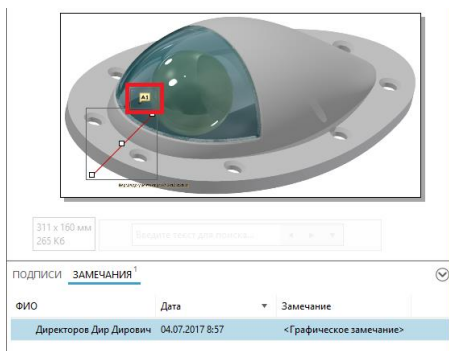 A1
311 x 160 мм
265 Кб
Введите текст для поиска...
ПОДПИСИ ЗАМЕЧАНИЯ 1
ФИО Дата Замечание
Директоров Дир Дирович 04.07.2017 8:57 <Графическое замечание>